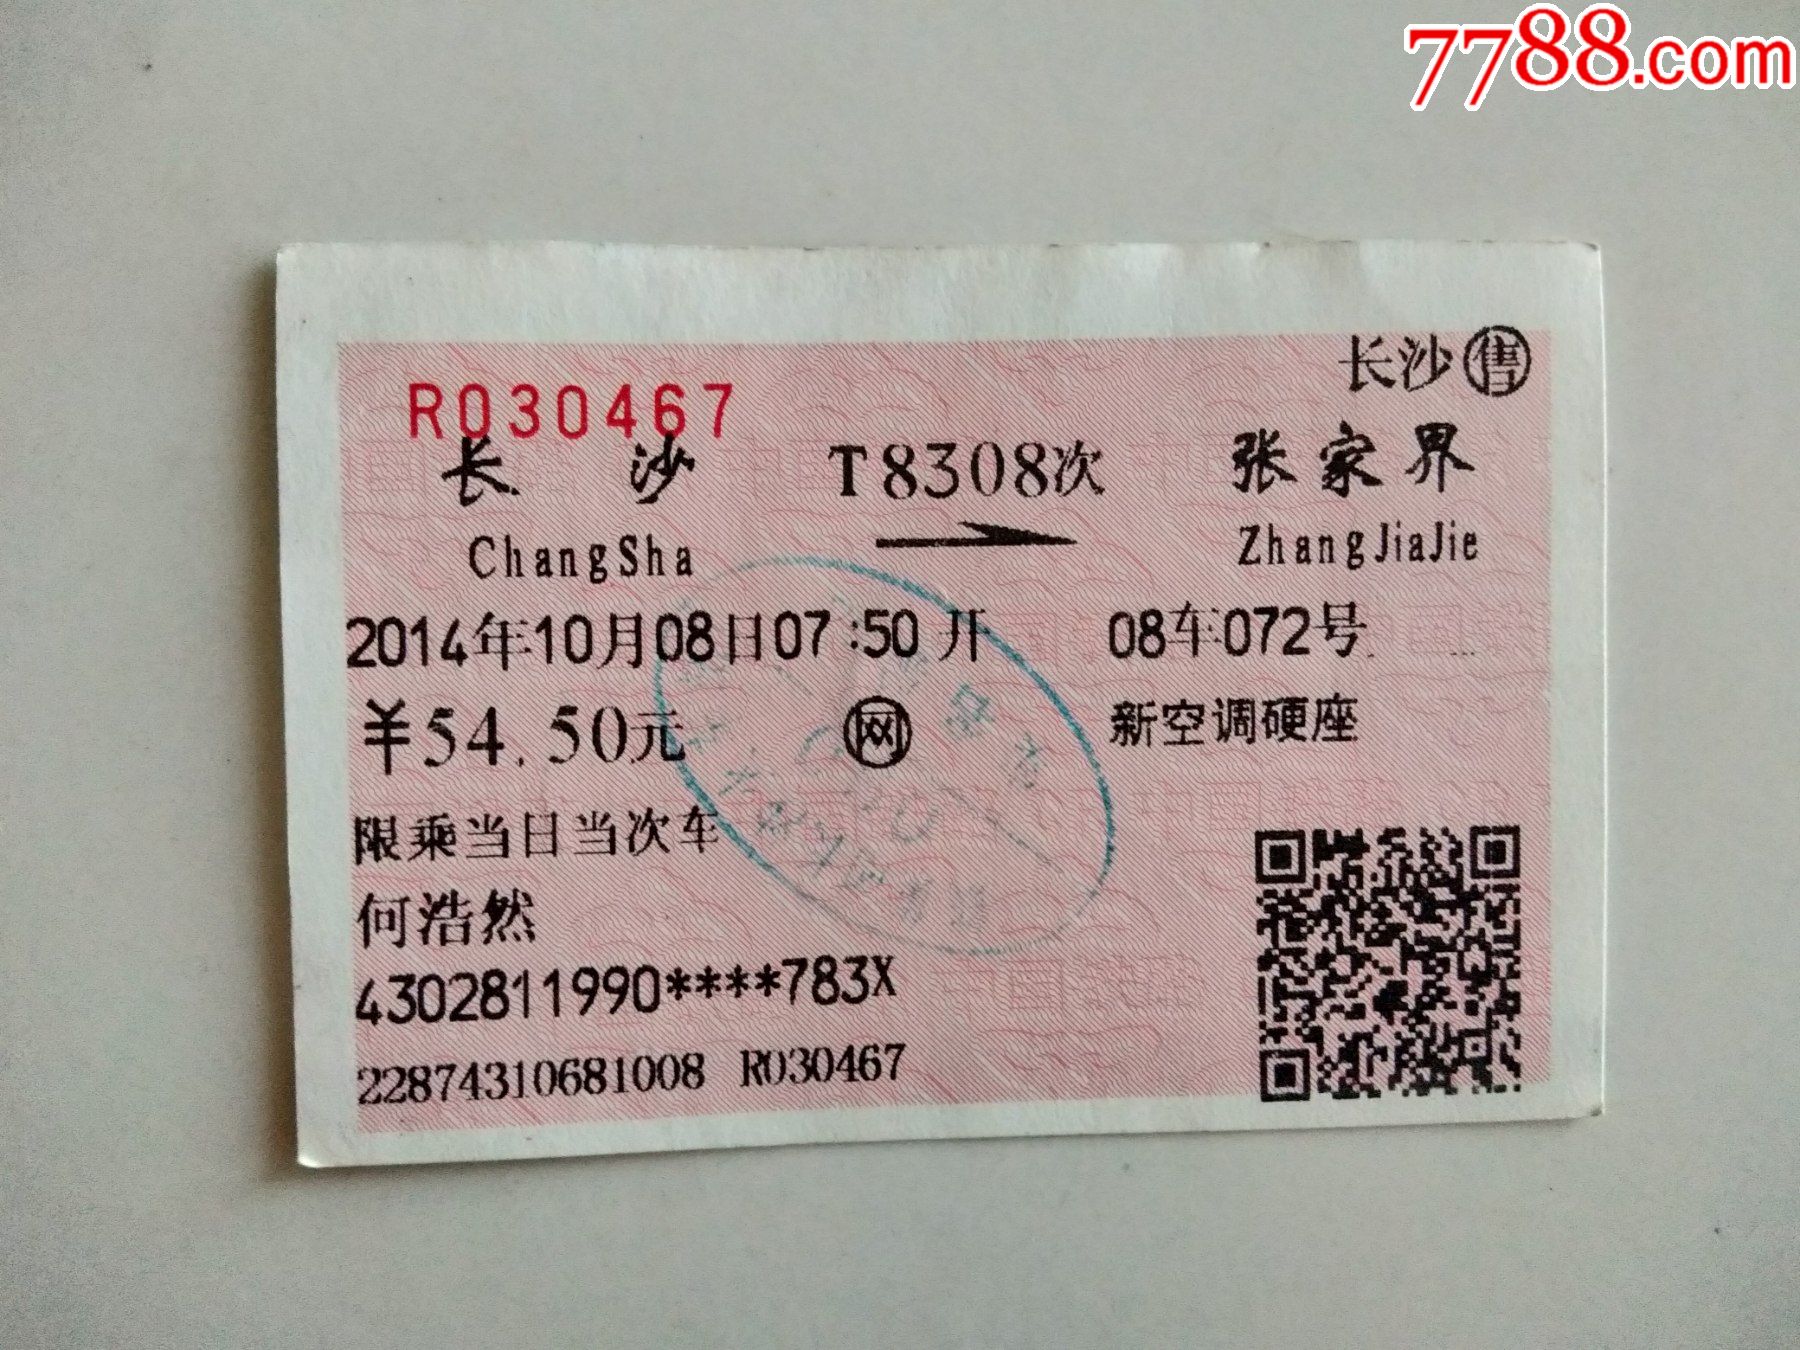 7788.com
长沙售
R030467
长沙 T8308次 张家界
ChangSha ZhangJiaJie
2014年10月08日07:50开 08车072号
¥54.50元 网 新空调硬座
限乘当日当次车
何浩然
4302811990****783X
22874310681008 R030467